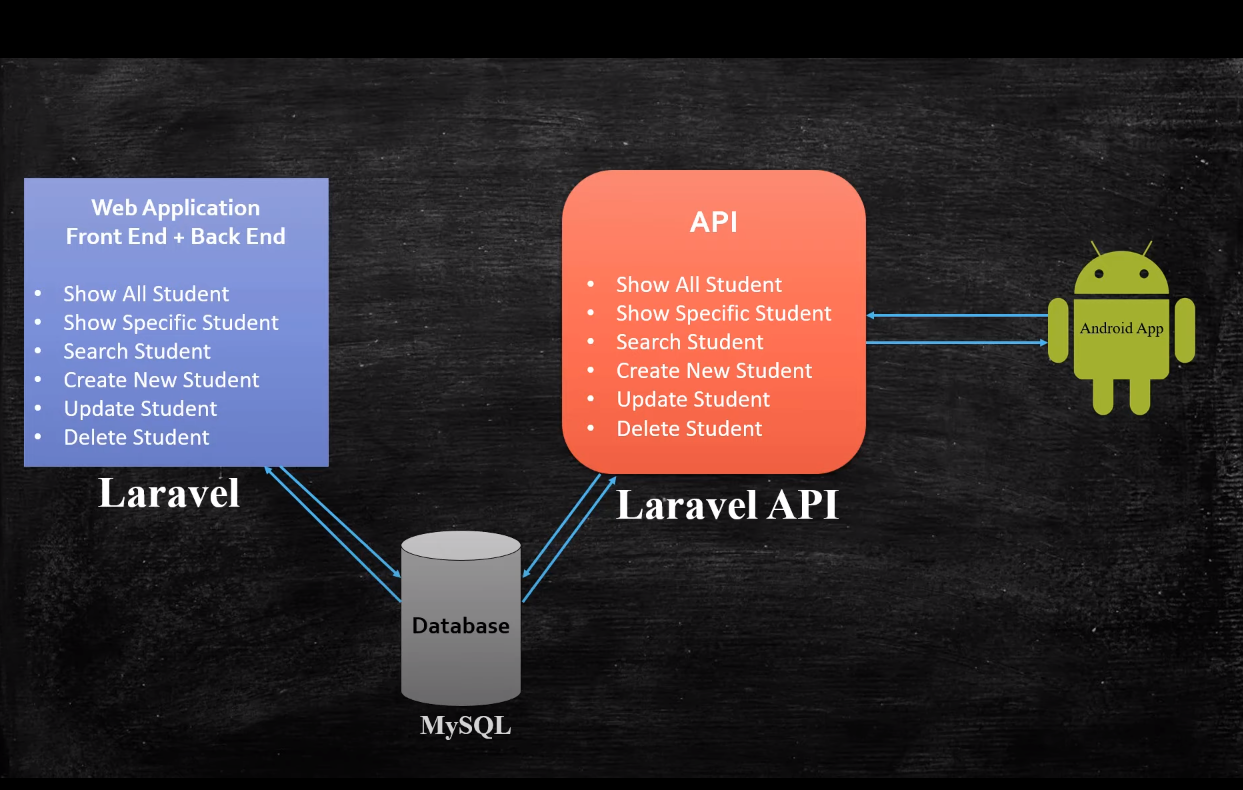 Web Application
Front End + Back End
• Show All Student
• Show Specific Student
• Search Student
• Create New Student
• Update Student
• Delete Student
Laravel
API
• Show All Student
• Show Specific Student
• Search Student
• Create New Student
• Update Student
• Delete Student
Laravel API
Android App
Database
MySQL